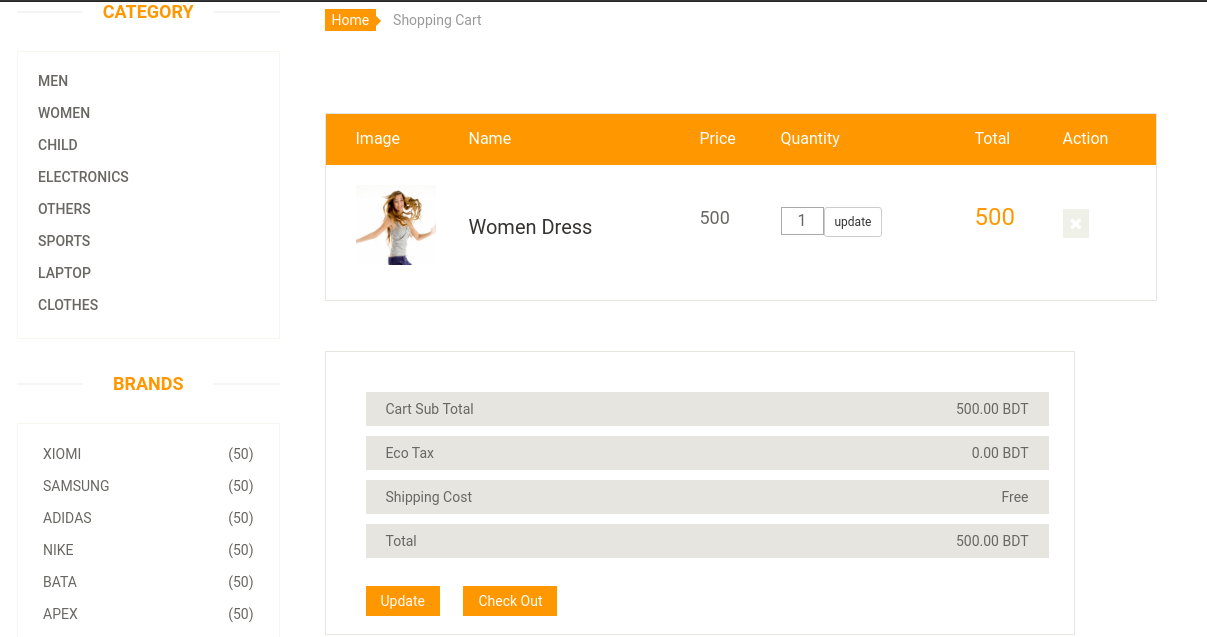 CATEGORY
MEN
WOMEN
CHILD
ELECTRONICS
OTHERS
SPORTS
LAPTOP
CLOTHES
BRANDS
XIOMI (50)
SAMSUNG (50)
ADIDAS (50)
NIKE (50)
BATA (50)
APEX (50)
Home Shopping Cart
Image Name Price Quantity Total Action
Women Dress 500 1 update 500
Cart Sub Total 500.00 BDT
Eco Tax 0.00 BDT
Shipping Cost Free
Total 500.00 BDT
Update Check Out